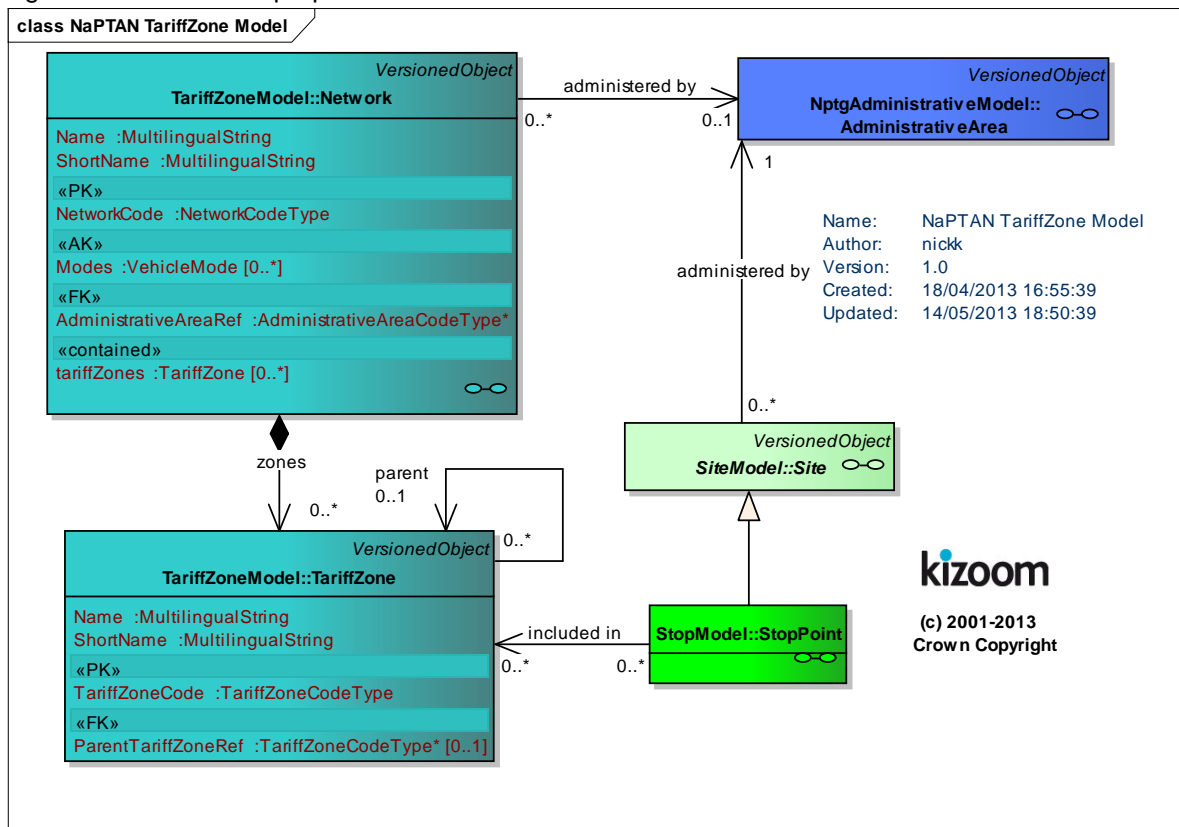 class NaPTAN TariffZone Model
VersionedObject
TariffZoneModel::Network
Name :MultilingualString
ShortName :MultilingualString
«PK»
NetworkCode :NetworkCodeType
«AK»
Modes :VehicleMode [0..*]
«FK»
AdministrativeAreaRef :AdministrativeAreaCodeType*
«contained»
tariffZones :TariffZone [0..*]
administered by
0..*
0..1
VersionedObject
NptgAdministrativeModel::
AdministrativeArea
1
administered by
0..*
Name: NaPTAN TariffZone Model
Author: nickk
Version: 1.0
Created: 18/04/2013 16:55:39
Updated: 14/05/2013 18:50:39
VersionedObject
SiteModel::Site
zones
0..*
parent
0..1
0..*
VersionedObject
TariffZoneModel::TariffZone
Name :MultilingualString
ShortName :MultilingualString
«PK»
TariffZoneCode :TariffZoneCodeType
«FK»
ParentTariffZoneRef :TariffZoneCodeType* [0..1]
included in
0..*
0..*
StopModel::StopPoint
kizoom
(c) 2001-2013
Crown Copyright